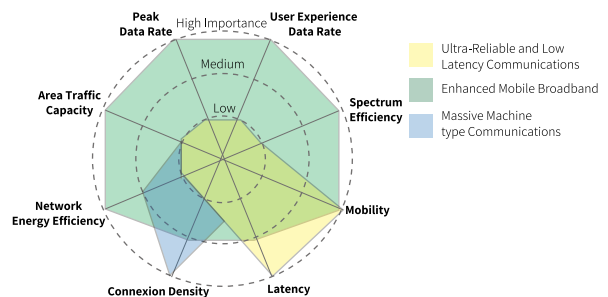 Peak
Data Rate
High Importance
User Experience
Data Rate
Medium
Low
Area Traffic
Capacity
Spectrum
Efficiency
Network
Energy Efficiency
Mobility
Connexion Density
Latency
Ultra-Reliable and Low
Latency Communications
Enhanced Mobile Broadband
Massive Machine
type Communications